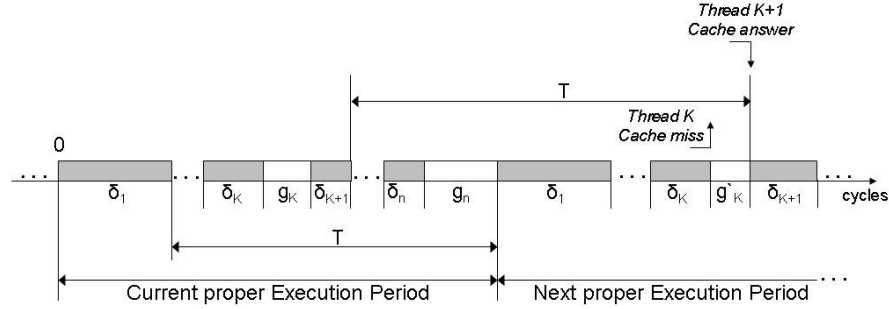 Thread K+1
Cache answer
T
Thread K
Cache miss
0
... ... ... ... ...
δ1 δK gK δK+1 δn gn δ1 δK g`K δK+1 cycles
T
Current proper Execution Period Next proper Execution Period ...